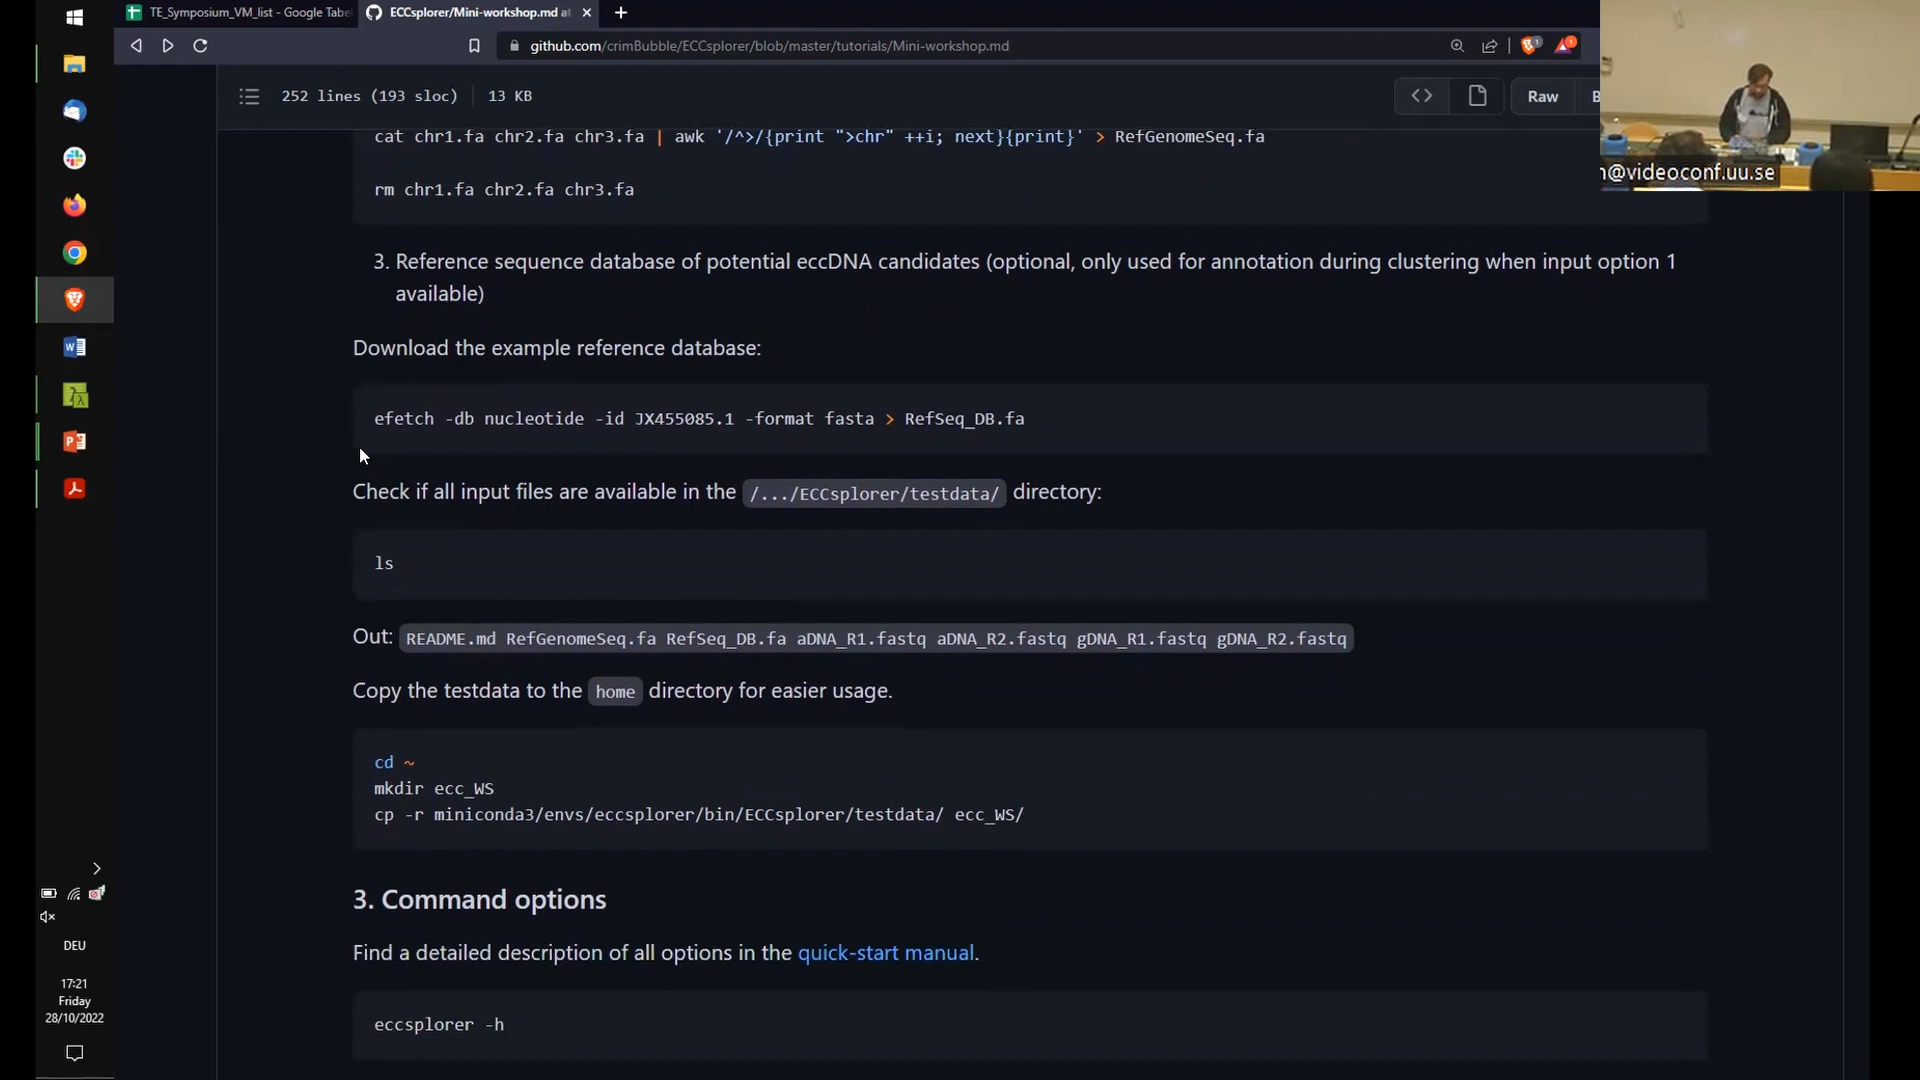 TE_Symposium_VM_list - Google Tabel
ECCsplorer/Mini-workshop.md at
github.com/crimBubble/ECCsplorer/blob/master/tutorials/Mini-workshop.md
252 lines (193 sloc) 13 KB
Raw
cat chr1.fa chr2.fa chr3.fa | awk '/^>/{print ">chr" ++i; next}{print}' > RefGenomeSeq.fa
rm chr1.fa chr2.fa chr3.fa
n@videoconf.uu.se
3. Reference sequence database of potential eccDNA candidates (optional, only used for annotation during clustering when input option 1
available)
Download the example reference database:
efetch -db nucleotide -id JX455085.1 -format fasta > RefSeq_DB.fa
Check if all input files are available in the /.../ECCsplorer/testdata/ directory:
ls
Out: README.md RefGenomeSeq.fa RefSeq_DB.fa aDNA_R1.fastq aDNA_R2.fastq gDNA_R1.fastq gDNA_R2.fastq
Copy the testdata to the home directory for easier usage.
cd ~
mkdir ecc_WS
cp -r miniconda3/envs/eccsplorer/bin/ECCsplorer/testdata/ ecc_WS/
3. Command options
Find a detailed description of all options in the quick-start manual.
eccsplorer -h
DEU
17:21
Friday
28/10/2022